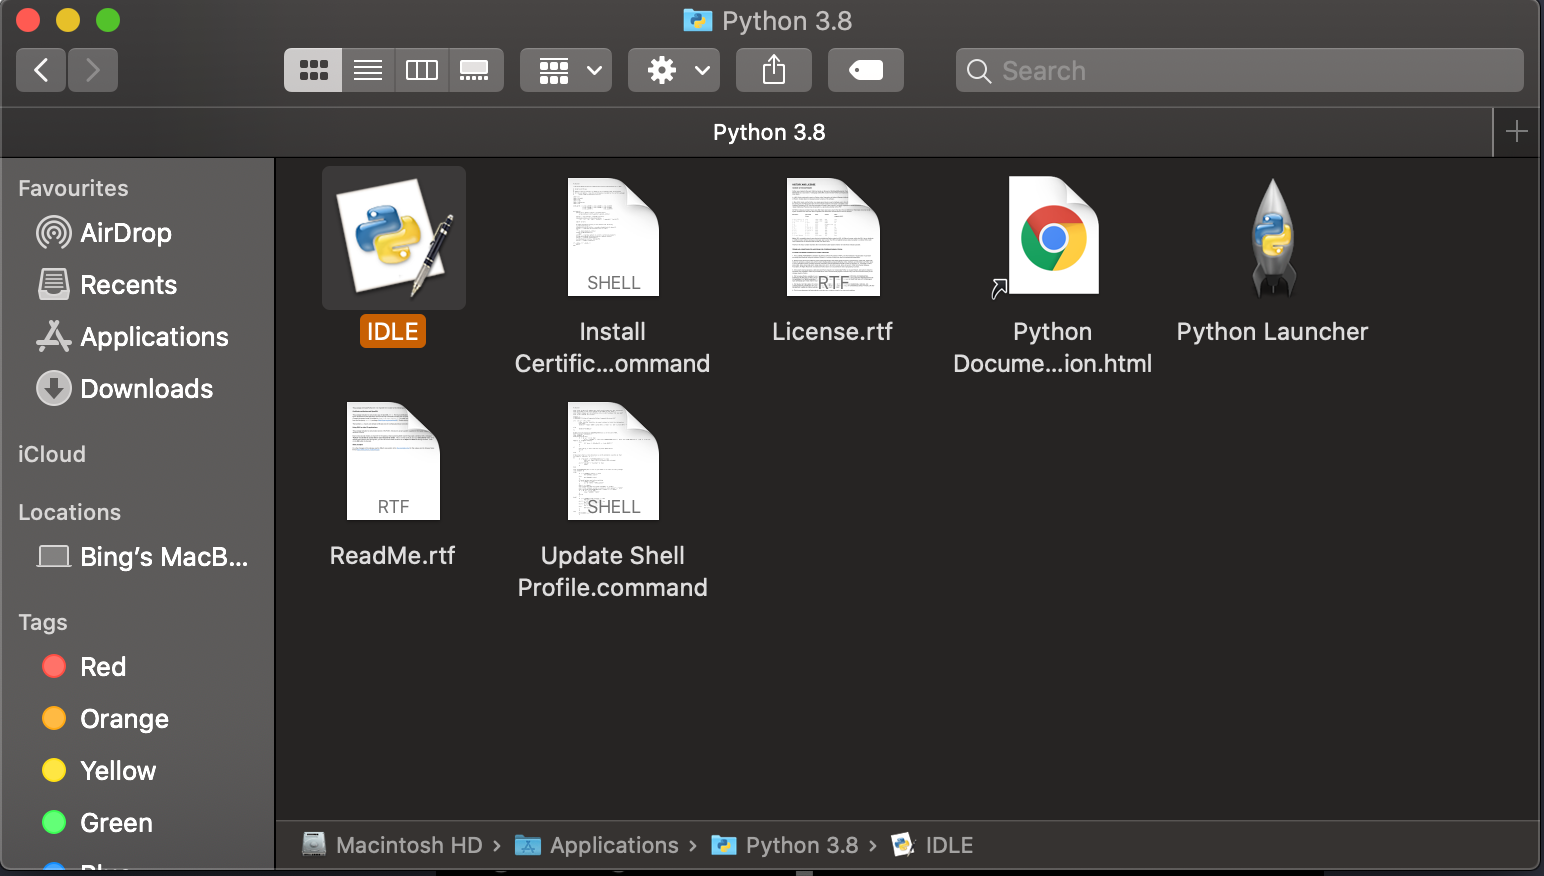 Python 3.8
Search
Python 3.8
Favourites
AirDrop
Recents
Applications
Downloads
iCloud
Locations
Bing's MacB...
Tags
Red
Orange
Yellow
Green
IDLE
SHELL
Install
Certific...ommand
RTF
License.rtf
Python
Docume...ion.html
Python Launcher
RTF
ReadMe.rtf
SHELL
Update Shell
Profile.command
Macintosh HD › Applications › Python 3.8 › IDLE